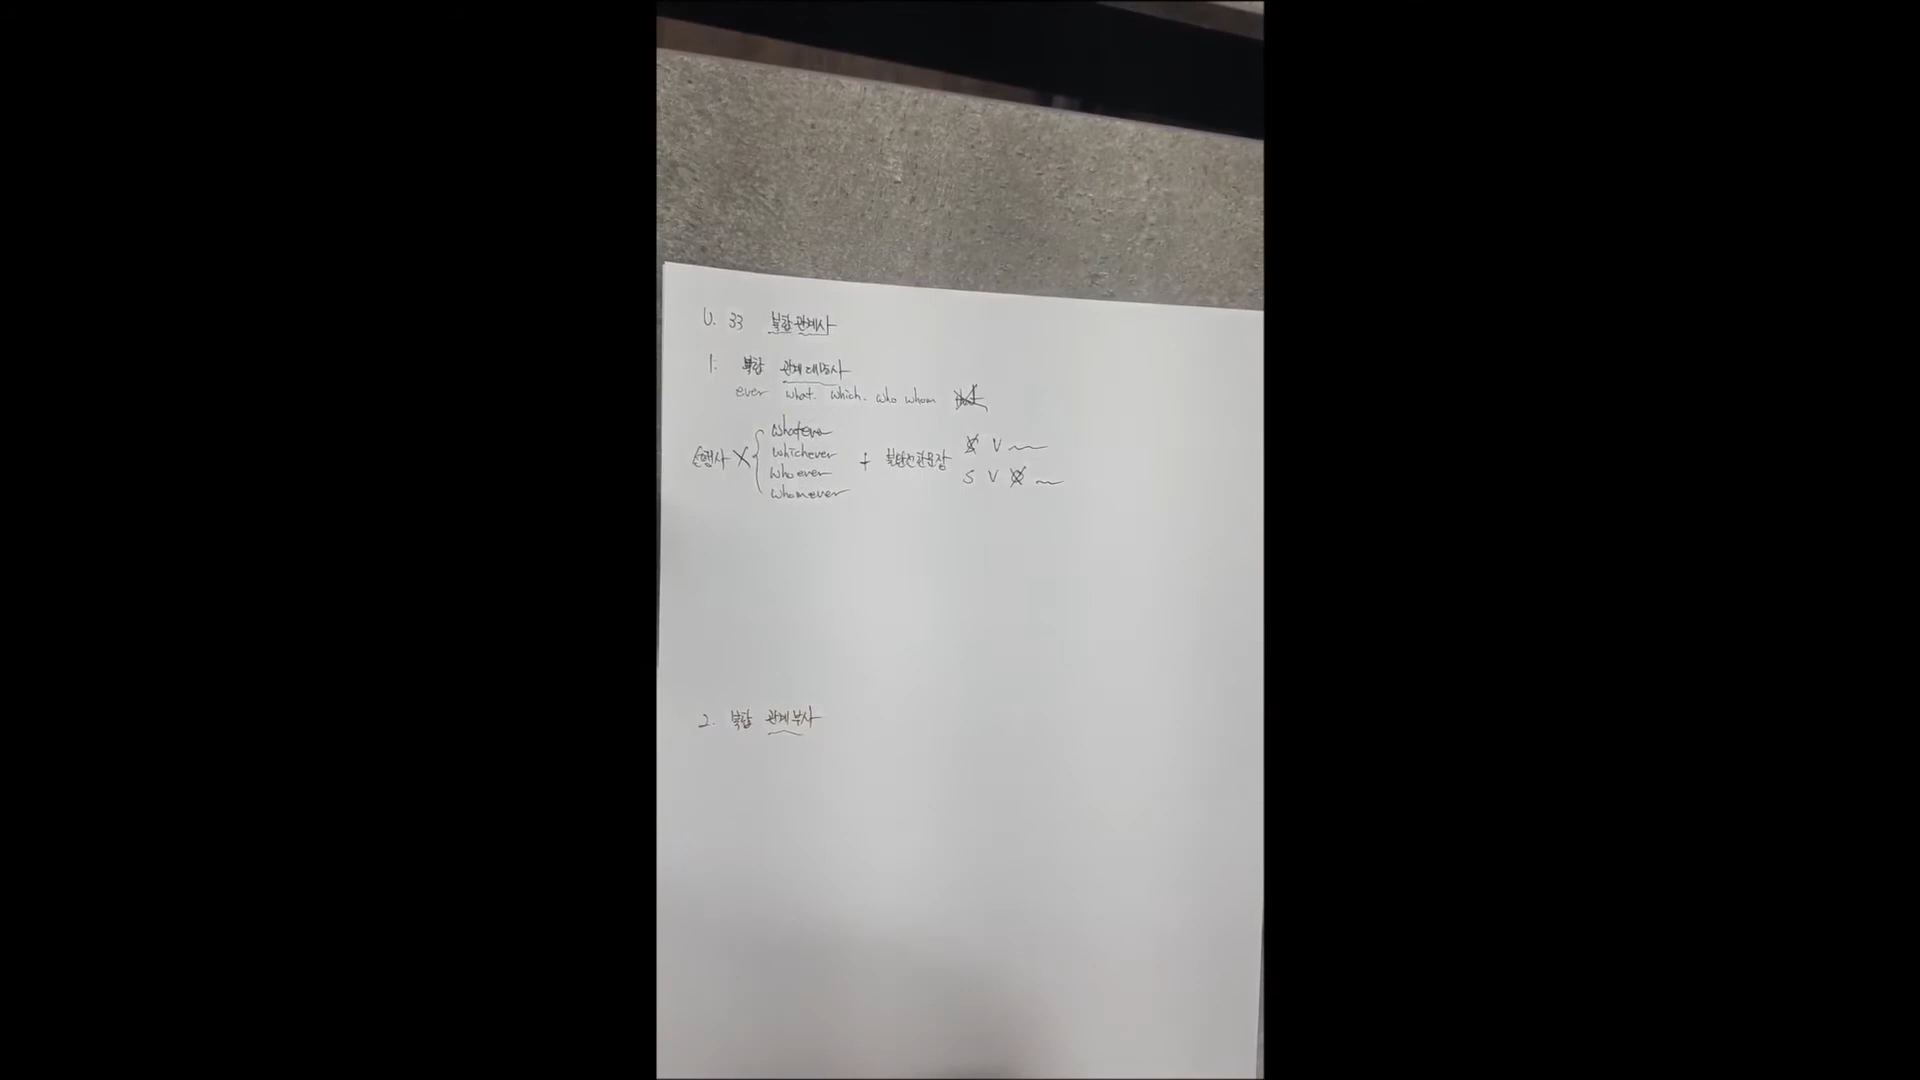 U. 33 복합 관계사
1. 복합 관계대명사
ever what. which. who whom
선행사 X { whatever
whichever
whoever
whomever
+ 불완전한 문장 S V
S V O
2. 복합 관계부사